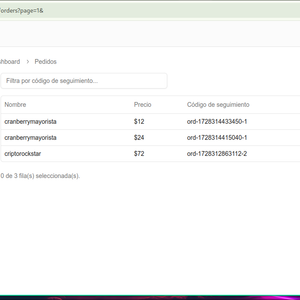 /orders?page=1&
hboard > Pedidos
Filtra por código de seguimiento...
Nombre Precio Código de seguimiento
cranberrymayorista $12 ord-1728314433450-1
cranberrymayorista $24 ord-1728314415040-1
criptorockstar $72 ord-1728312863112-2
0 de 3 fila(s) seleccionada(s).